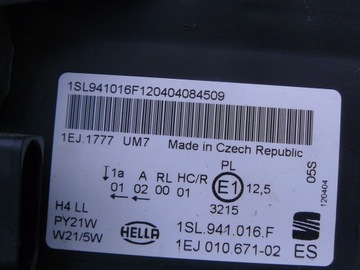 1SL941016F120404084509
1EJ.1777 UM7 Made in Czech Republic
1a A RL HC/R PL
01 02 00 01 E1 12,5
3215
05S
120404
H4 LL
PY21W
W21/5W
HELLA
1SL.941.016.F
1EJ 010.671-02 ES